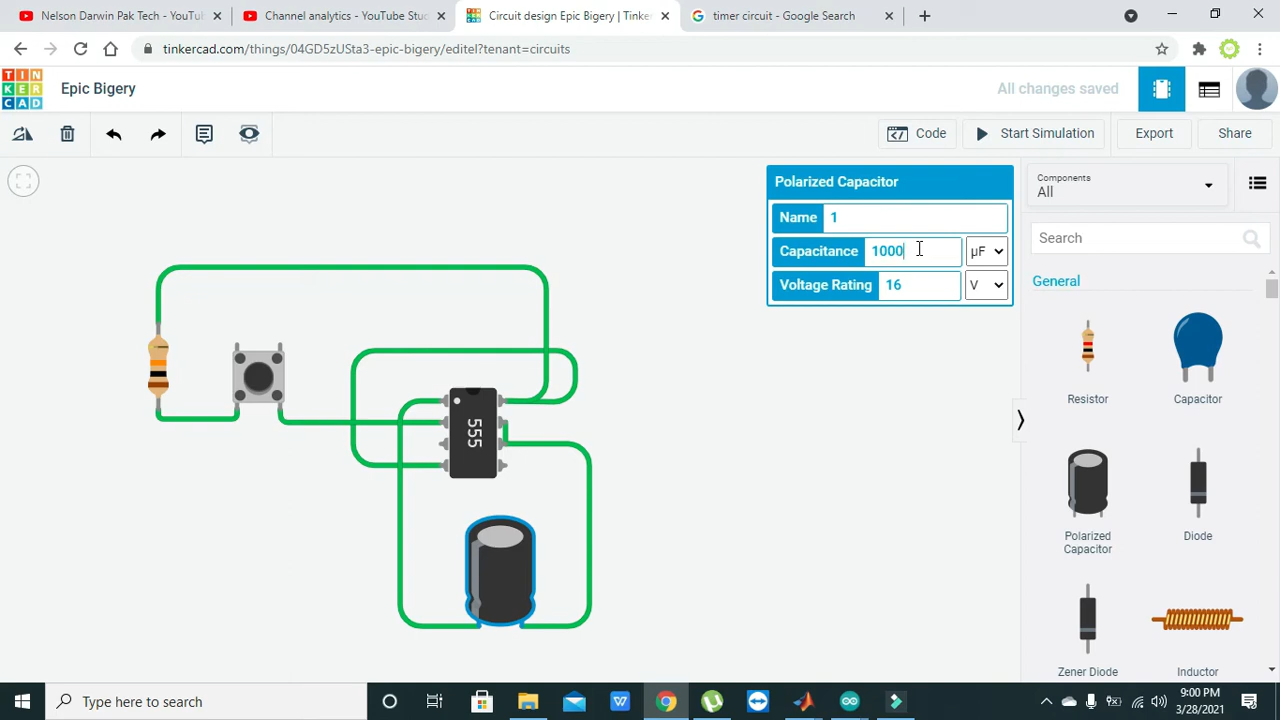 Nelson Darwin Pak Tech - YouTu
Channel analytics - YouTube Stu
Circuit design Epic Bigery | Tinke
timer circuit - Google Search
tinkercad.com/things/04GD5zUSta3-epic-bigery/editel?tenant=circuits
TIN
KER
CAD
Epic Bigery
All changes saved
Code
Start Simulation
Export
Share
Polarized Capacitor
Name 1
Capacitance 1000 µF
Voltage Rating 16 V
Components
All
Search
General
Resistor
Capacitor
Polarized
Capacitor
Diode
Zener Diode
Inductor
555
Type here to search
9:00 PM
3/28/2021